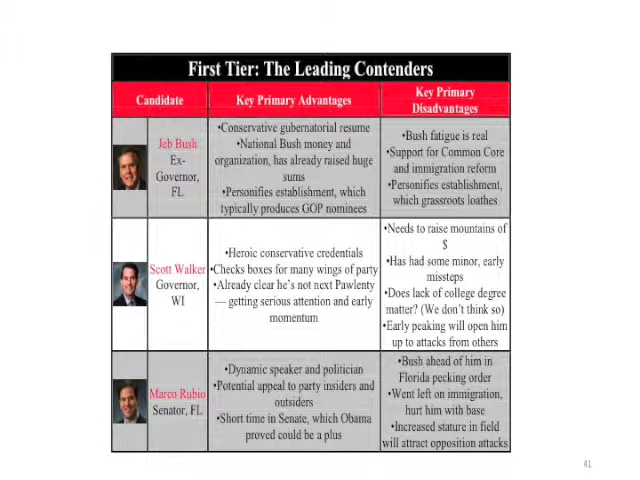 First Tier: The Leading Contenders
Candidate
Key Primary Advantages
Key Primary
Disadvantages
Jeb Bush
Ex-
Governor,
FL
•Conservative gubernatorial resume
•National Bush money and
organization, has already raised huge
sums
•Personifies establishment, which
typically produces GOP nominees
•Bush fatigue is real
•Support for Common Core
and immigration reform
•Personifies establishment,
which grassroots loathes
Scott Walker
Governor,
WI
•Heroic conservative credentials
•Checks boxes for many wings of party
•Already clear he's not next Pawlenty
— getting serious attention and early
momentum
•Needs to raise mountains of
$
•Has had some minor, early
missteps
•Does lack of college degree
matter? (We don't think so)
•Early peaking will open him
up to attacks from others
Marco Rubio
Senator, FL
•Dynamic speaker and politician
•Potential appeal to party insiders and
outsiders
•Short time in Senate, which Obama
proved could be a plus
•Bush ahead of him in
Florida pecking order
•Went left on immigration,
hurt him with base
•Increased stature in field
will attract opposition attacks
41